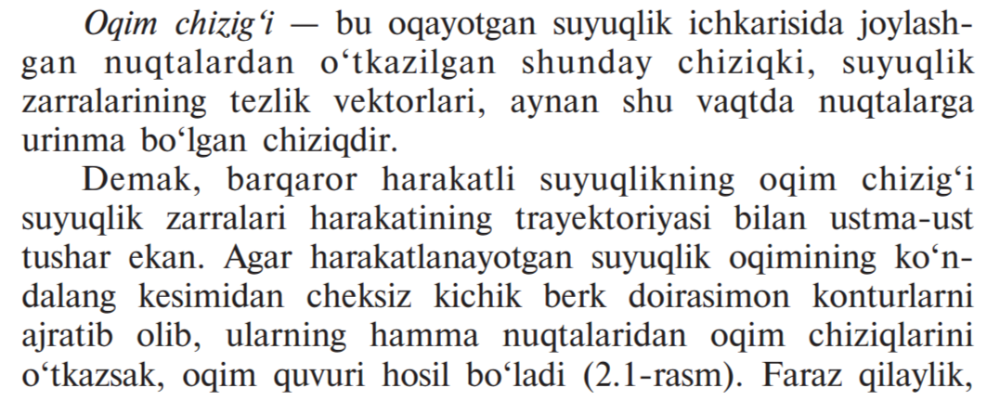 Oqim chizig‘i — bu oqayotgan suyuqlik ichkarisida joylash-
gan nuqtalardan o‘tkazilgan shunday chiziqki, suyuqlik
zarralarining tezlik vektorlari, aynan shu vaqtda nuqtalarga
urinma bo‘lgan chiziqdir.
Demak, barqaror harakatli suyuqlikning oqim chizig‘i
suyuqlik zarralari harakatining trayektoriyasi bilan ustma-ust
tushar ekan. Agar harakatlanayotgan suyuqlik oqimining ko‘n-
dalang kesimidan cheksiz kichik berk doirasimon konturlarni
ajratib olib, ularning hamma nuqtalaridan oqim chiziqlarini
o‘tkazsak, oqim quvuri hosil bo‘ladi (2.1-rasm). Faraz qilaylik,